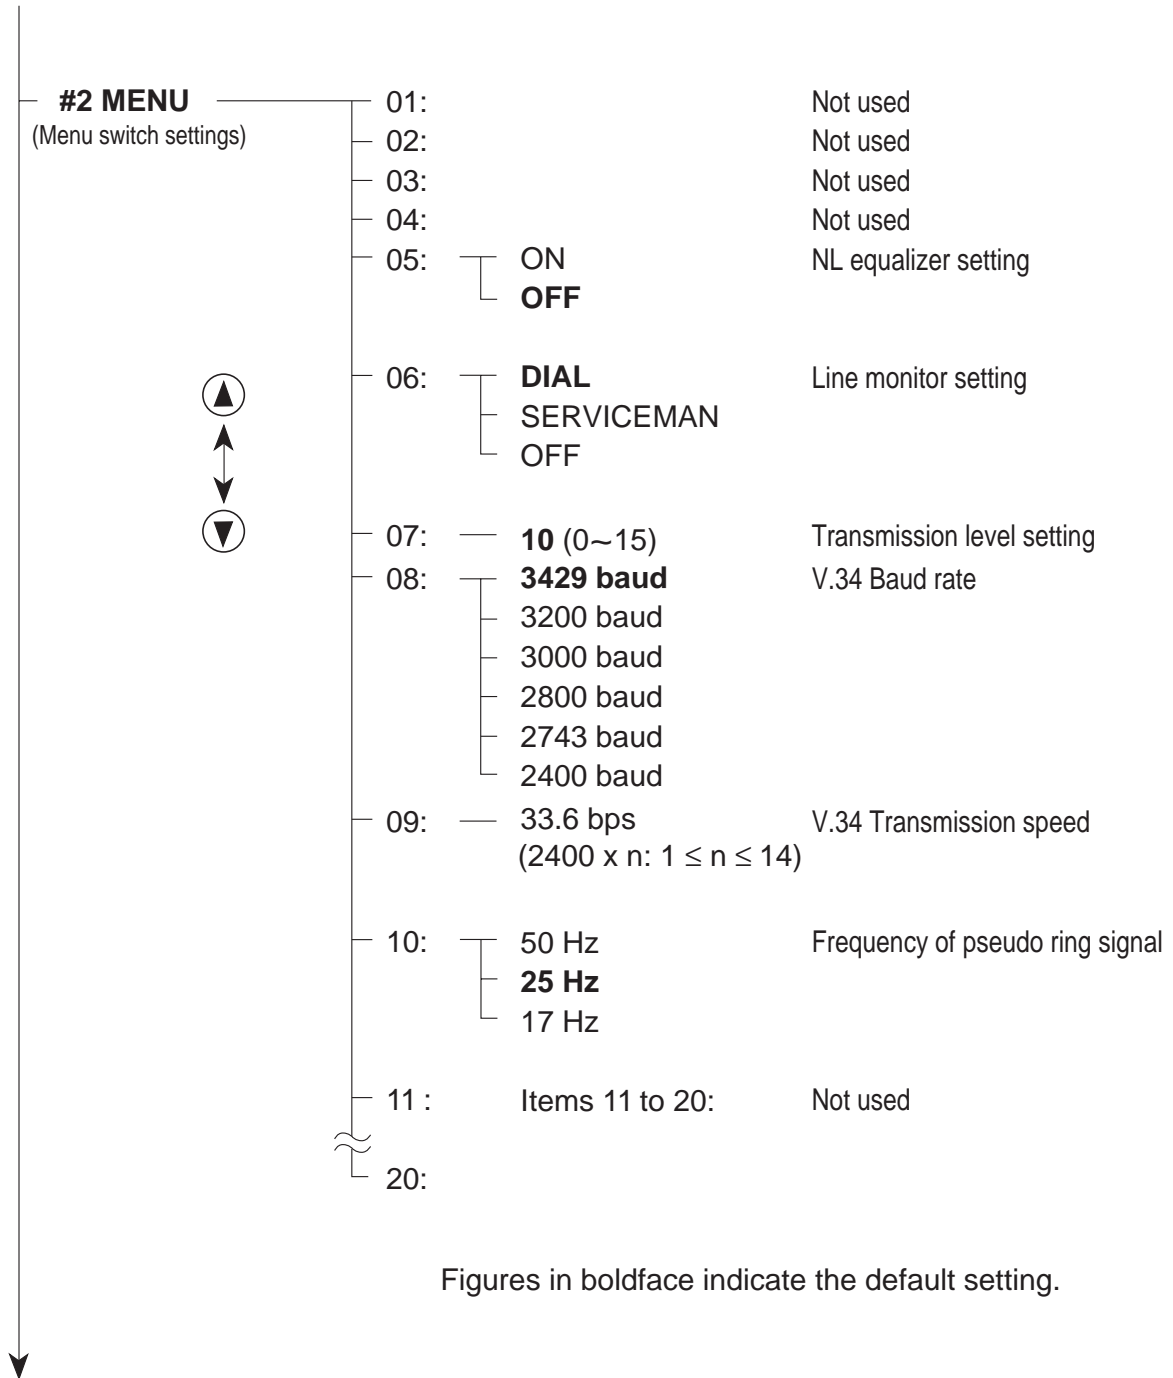 #2 MENU 01: Not used
(Menu switch settings) 02: Not used
03: Not used
04: Not used
05: ON NL equalizer setting
OFF
06: DIAL Line monitor setting
SERVICEMAN
OFF
07: 10 (0~15) Transmission level setting
08: 3429 baud V.34 Baud rate
3200 baud
3000 baud
2800 baud
2743 baud
2400 baud
09: 33.6 bps V.34 Transmission speed
(2400 x n: 1 ≤ n ≤ 14)
10: 50 Hz Frequency of pseudo ring signal
25 Hz
17 Hz
11 : Items 11 to 20: Not used
20:
Figures in boldface indicate the default setting.